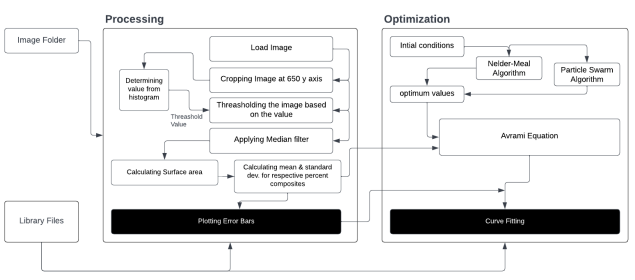 Processing
Optimization
Image Folder
Load Image
Cropping Image at 650 y axis
Determining
value from
histogram
Threashold
Value
Threasholding the image based
on the value
Applying Median filter
Calculating Surface area
Calculating mean & standard
dev. for respective percent
composites
Plotting Error Bars
Library Files
Intial conditions
Nelder-Meal
Algorithm
Particle Swarm
Algorithm
optimum values
Avrami Equation
Curve Fitting